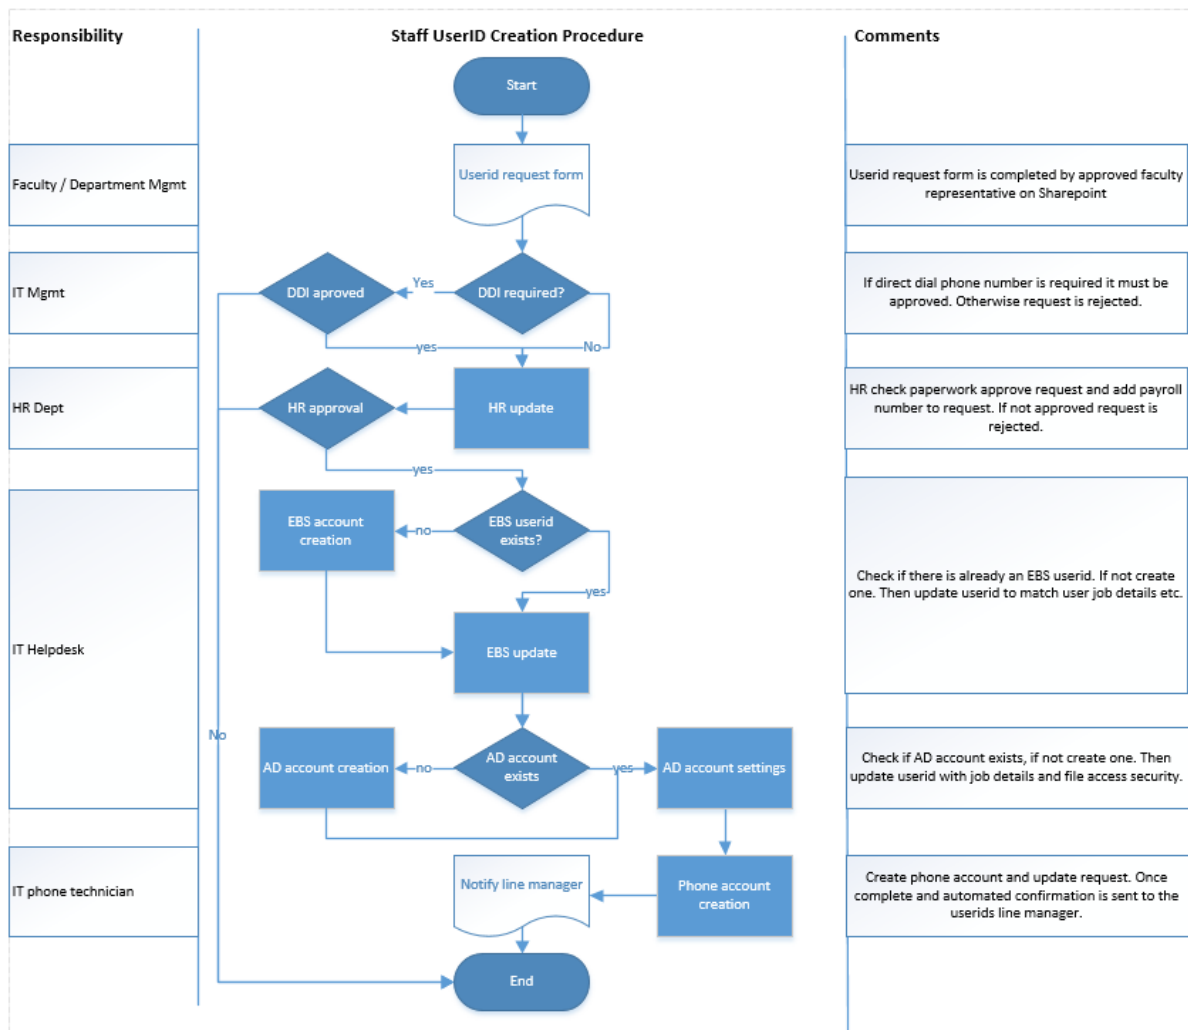 Responsibility
Staff UserID Creation Procedure
Comments
Start
Faculty / Department Mgmt
Userid request form
Userid request form is completed by approved faculty
representative on Sharepoint
IT Mgmt
DDI aproved
Yes
DDI required?
If direct dial phone number is required it must be
approved. Otherwise request is rejected.
yes
No
HR Dept
HR approval
HR update
HR check paperwork approve request and add payroll
number to request. If not approved request is
rejected.
yes
EBS account
creation
no
EBS userid
exists?
yes
Check if there is already an EBS userid. If not create
one. Then update userid to match user job details etc.
IT Helpdesk
EBS update
No
AD account creation
no
AD account
exists
yes
AD account settings
Check if AD account exists, if not create one. Then
update userid with job details and file access security.
IT phone technician
Notify line manager
Phone account
creation
Create phone account and update request. Once
complete and automated confirmation is sent to the
userids line manager.
End